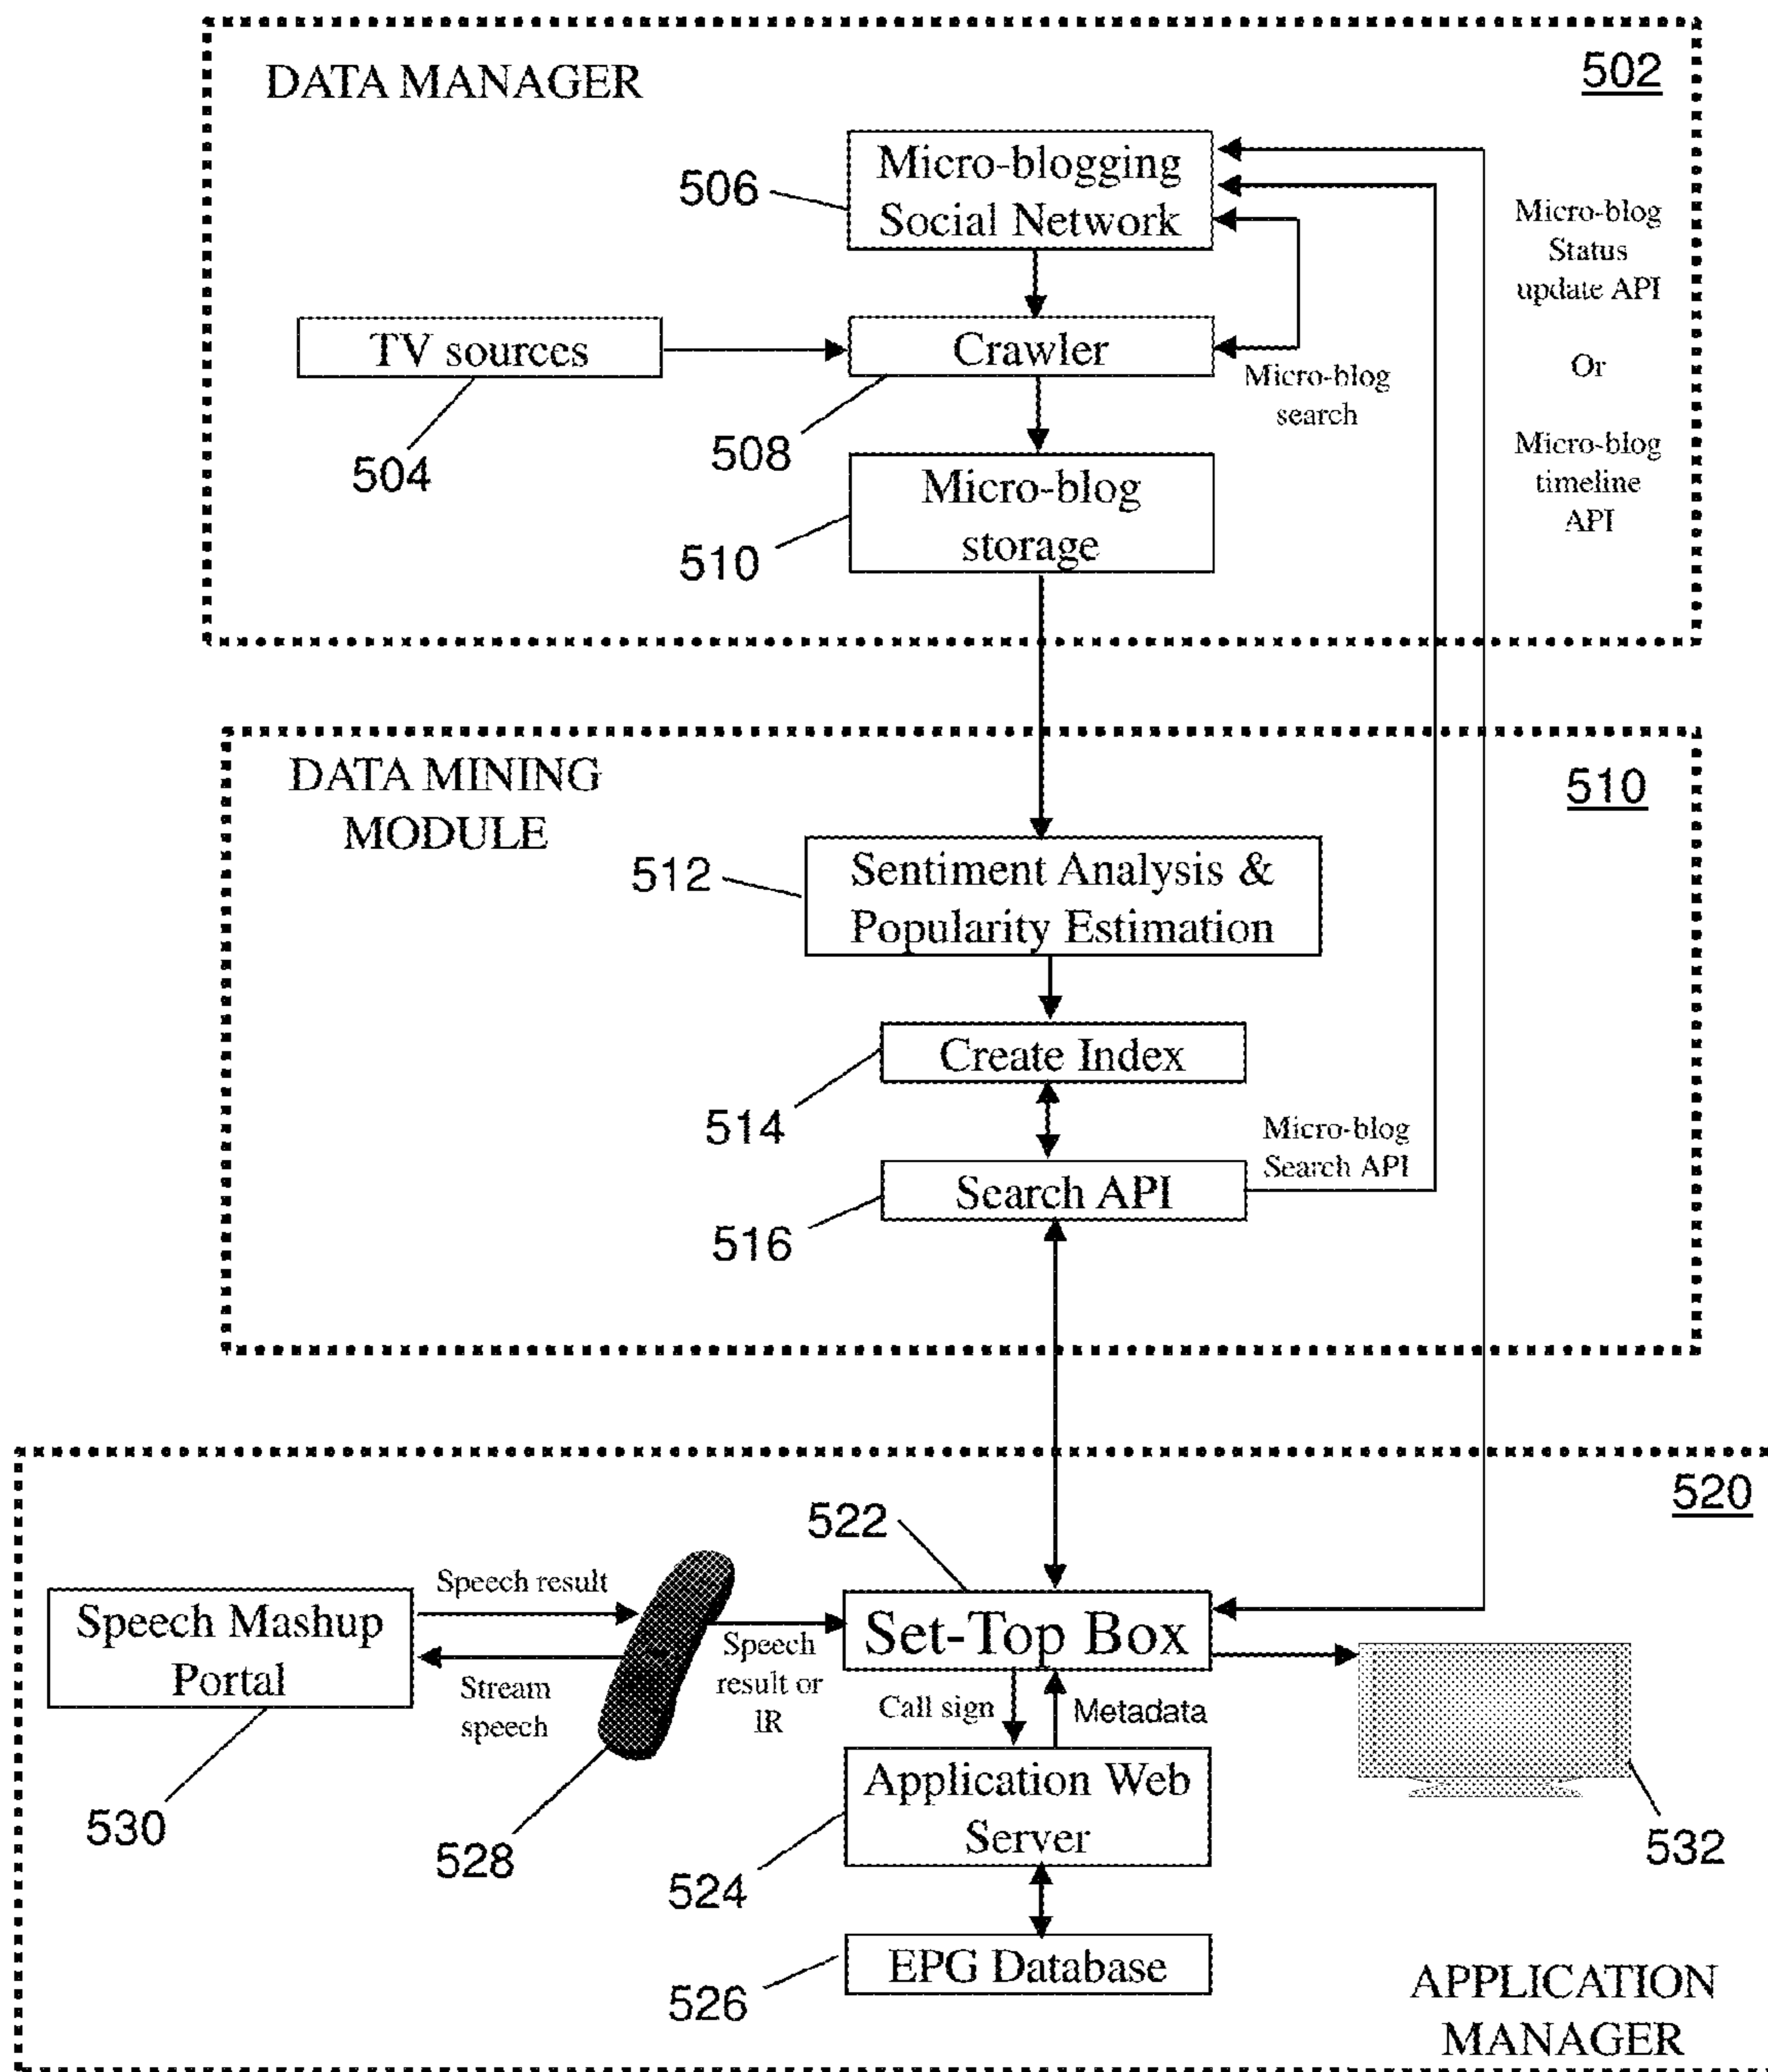 DATA MANAGER
502
Micro-blogging
Social Network
506
Micro-blog
Status
update API
Or
Micro-blog
timeline
API
TV sources
504
Crawler
508
Micro-blog
search
Micro-blog
storage
510
DATA MINING
MODULE
510
512
Sentiment Analysis &
Popularity Estimation
Create Index
514
Micro-blog
Search API
Search API
516
520
522
Speech result
Speech Mashup
Portal
Stream
speech
530
528
Speech
result or
IR
Set-Top Box
Call sign
Metadata
Application Web
Server
524
532
EPG Database
526
APPLICATION
MANAGER